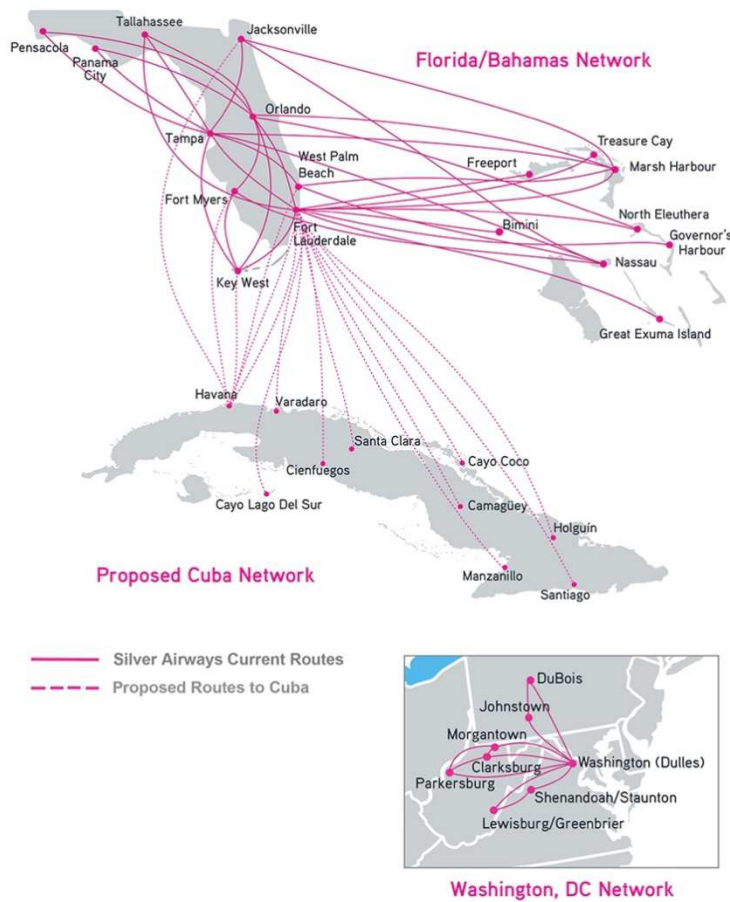 Tallahassee
Jacksonville
Pensacola
Panama
City
Florida/Bahamas Network
Orlando
Tampa
Treasure Cay
West Palm
Beach
Freeport
Marsh Harbour
Fort Myers
North Eleuthera
Fort
Lauderdale
Bimini
Governor's
Harbour
Key West
Nassau
Great Exuma Island
Havana
Varadaro
Santa Clara
Cayo Coco
Cienfuegos
Cayo Lago Del Sur
Camagüey
Holguín
Proposed Cuba Network
Manzanillo
Santiago
Silver Airways Current Routes
Proposed Routes to Cuba
DuBois
Johnstown
Morgantown
Clarksburg
Washington (Dulles)
Parkersburg
Shenandoah/Staunton
Lewisburg/Greenbrier
Washington, DC Network